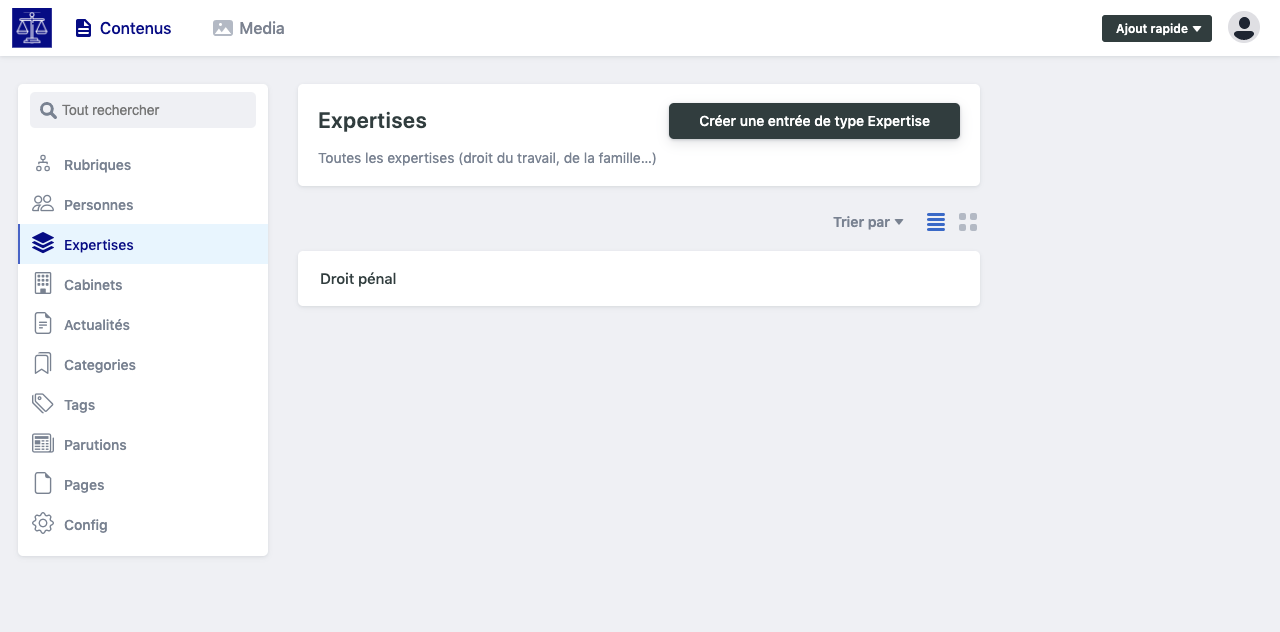 Contenus
Media
Ajout rapide
Tout rechercher
Rubriques
Personnes
Expertises
Cabinets
Actualités
Categories
Tags
Parutions
Pages
Config
Expertises
Créer une entrée de type Expertise
Toutes les expertises (droit du travail, de la famille...)
Trier par
Droit pénal